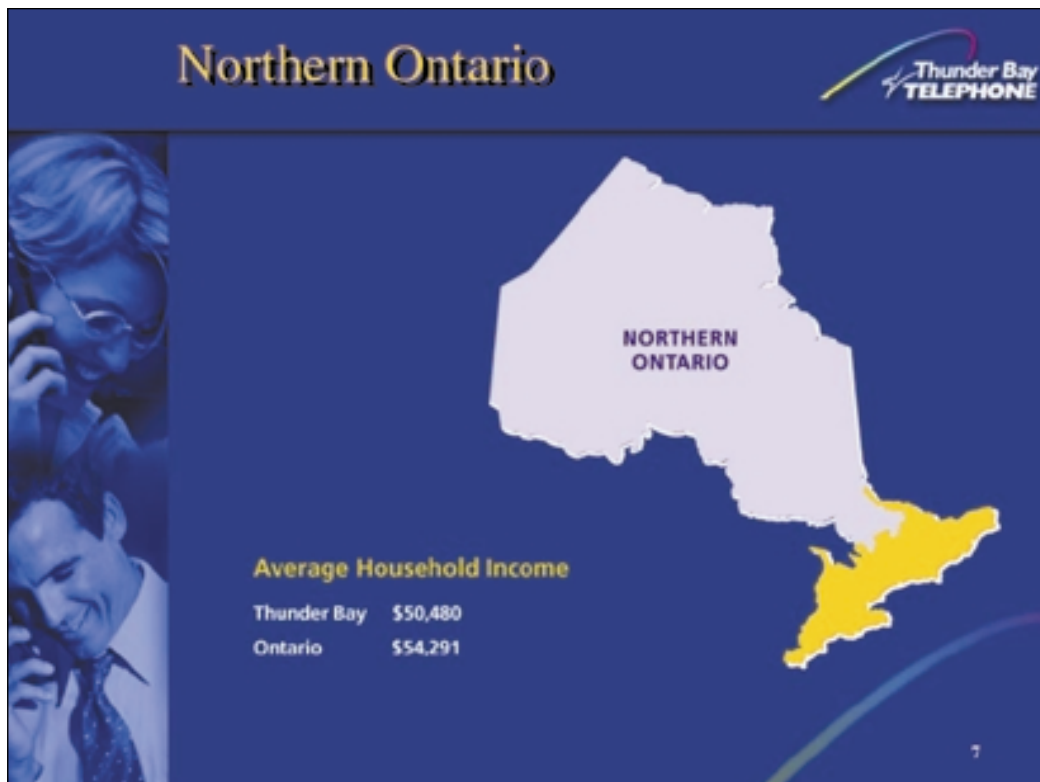 Northern Ontario
Thunder Bay
TELEPHONE
NORTHERN
ONTARIO
Average Household Income
Thunder Bay $50,480
Ontario $54,291
7